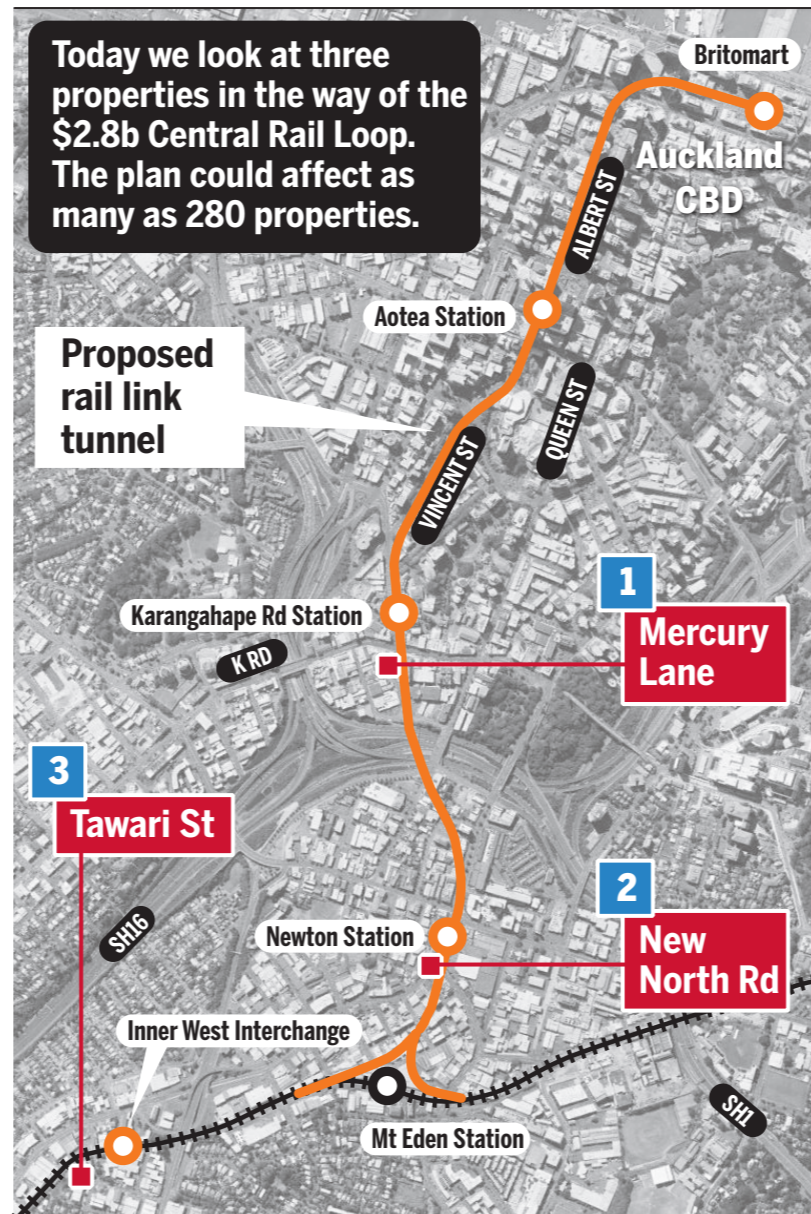 Today we look at three
properties in the way of the
$2.8b Central Rail Loop.
The plan could affect as
many as 280 properties.
Britomart
Auckland
CBD
ALBERT ST
Aotea Station
Proposed
rail link
tunnel
QUEEN ST
VINCENT ST
Karangahape Rd Station
K RD
1
Mercury
Lane
3
Tawari St
2
New
North Rd
SH16
Newton Station
Inner West Interchange
Mt Eden Station
SH1